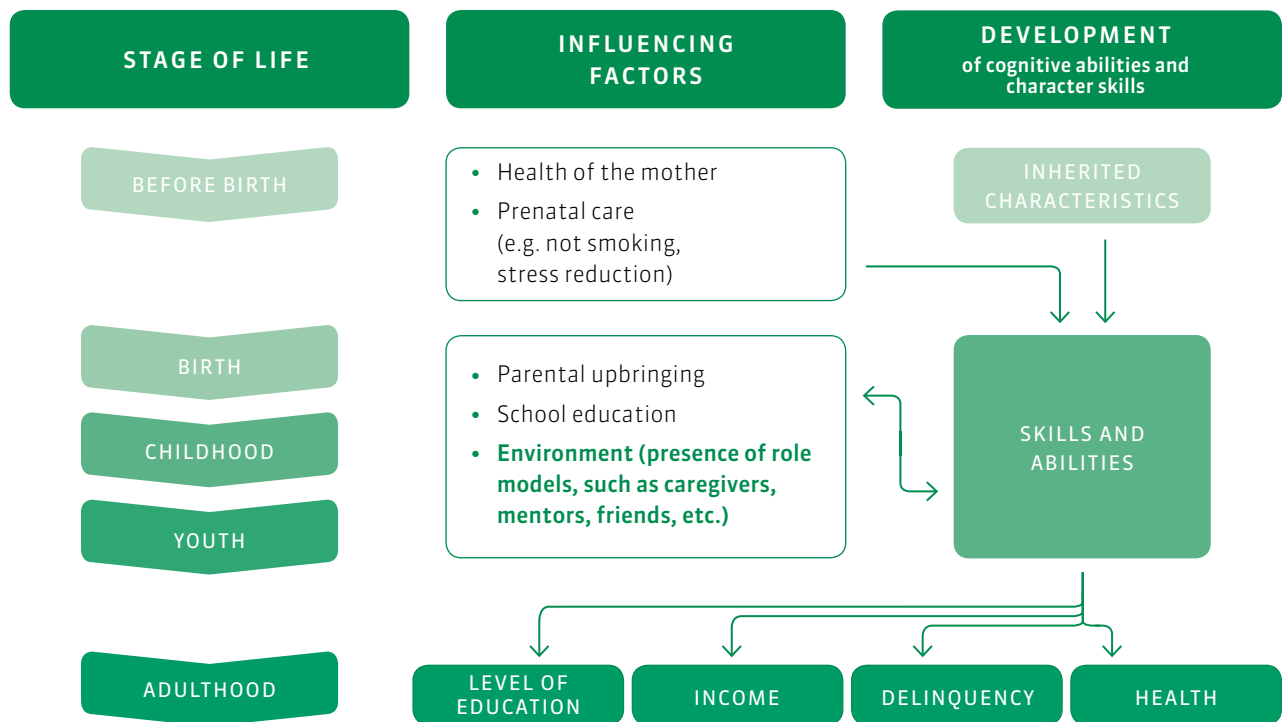 STAGE OF LIFE
INFLUENCING
FACTORS
DEVELOPMENT
of cognitive abilities and
character skills
BEFORE BIRTH
• Health of the mother
• Prenatal care
(e.g. not smoking,
stress reduction)
INHERITED
CHARACTERISTICS
BIRTH
CHILDHOOD
YOUTH
• Parental upbringing
• School education
• Environment (presence of role
models, such as caregivers,
mentors, friends, etc.)
SKILLS AND
ABILITIES
ADULTHOOD
LEVEL OF
EDUCATION
INCOME
DELINQUENCY
HEALTH